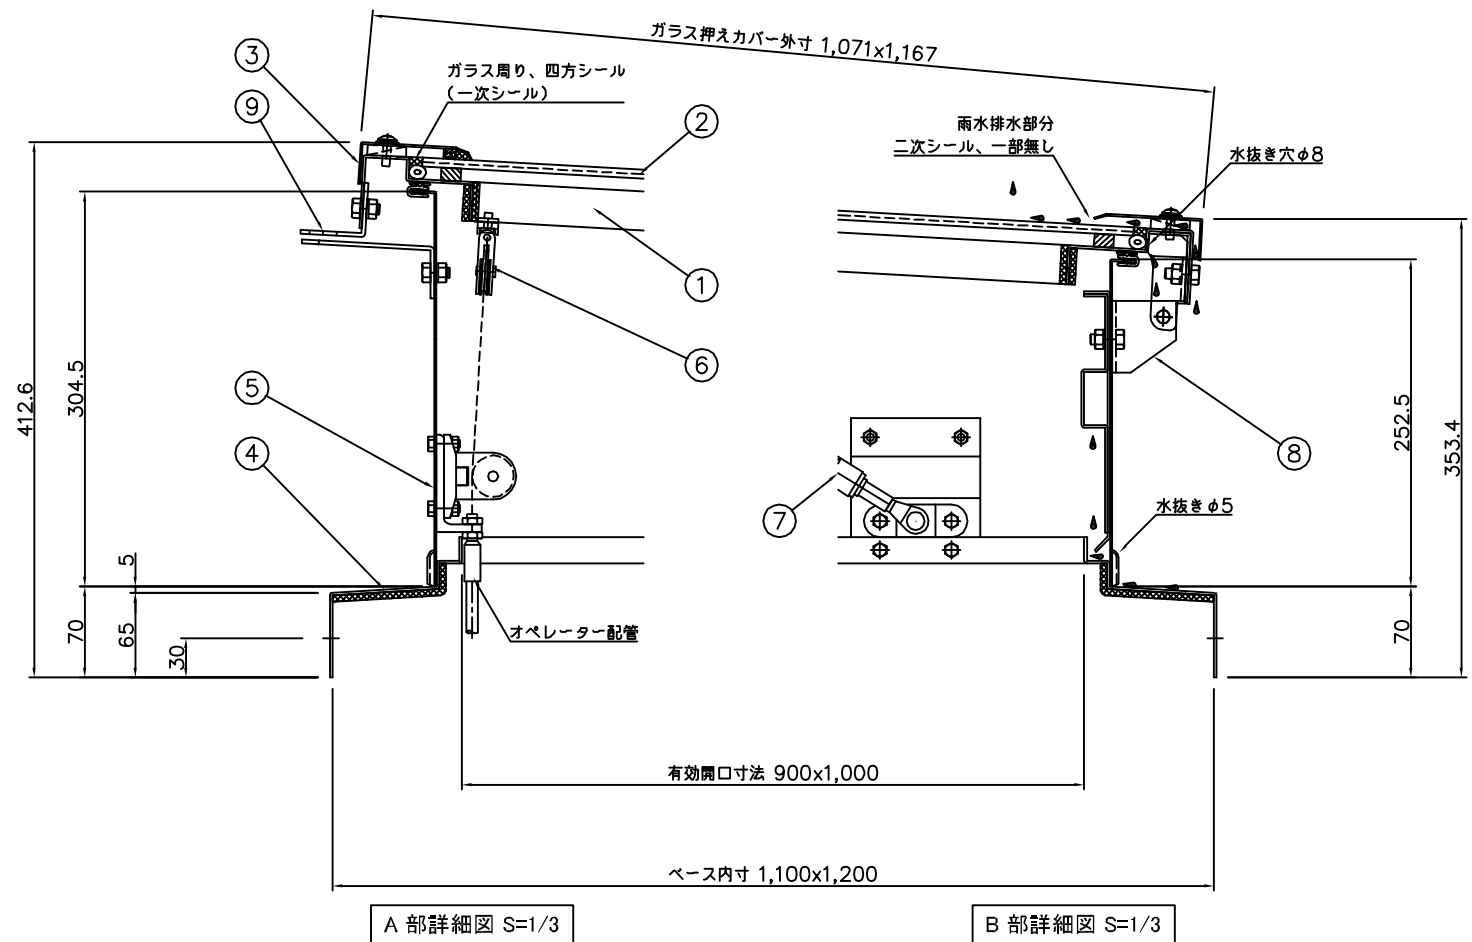 ガラス押えカバー外寸 1,071x1,167
③
ガラス周り、四方シール
(一次シール)
⑨
②
雨水排水部分
二次シール、一部無し
水抜き穴φ8
①
⑥
412.6
304.5
⑤
④
252.5
353.4
⑧
⑦
水抜きφ5
5
70
65
30
オペレーター配管
70
有効開口寸法 900x1,000
ベース内寸 1,100x1,200
A 部詳細図 S=1/3
B 部詳細図 S=1/3